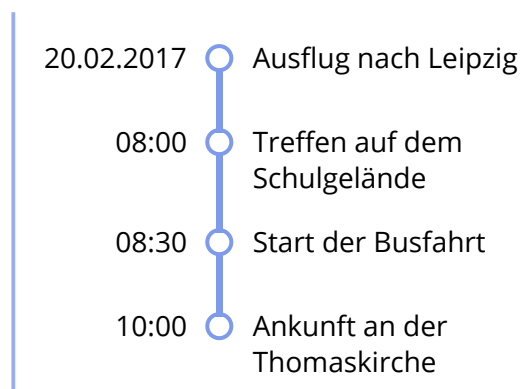 20.02.2017 Ausflug nach Leipzig
08:00 Treffen auf dem
Schulgelände
08:30 Start der Busfahrt
10:00 Ankunft an der
Thomaskirche